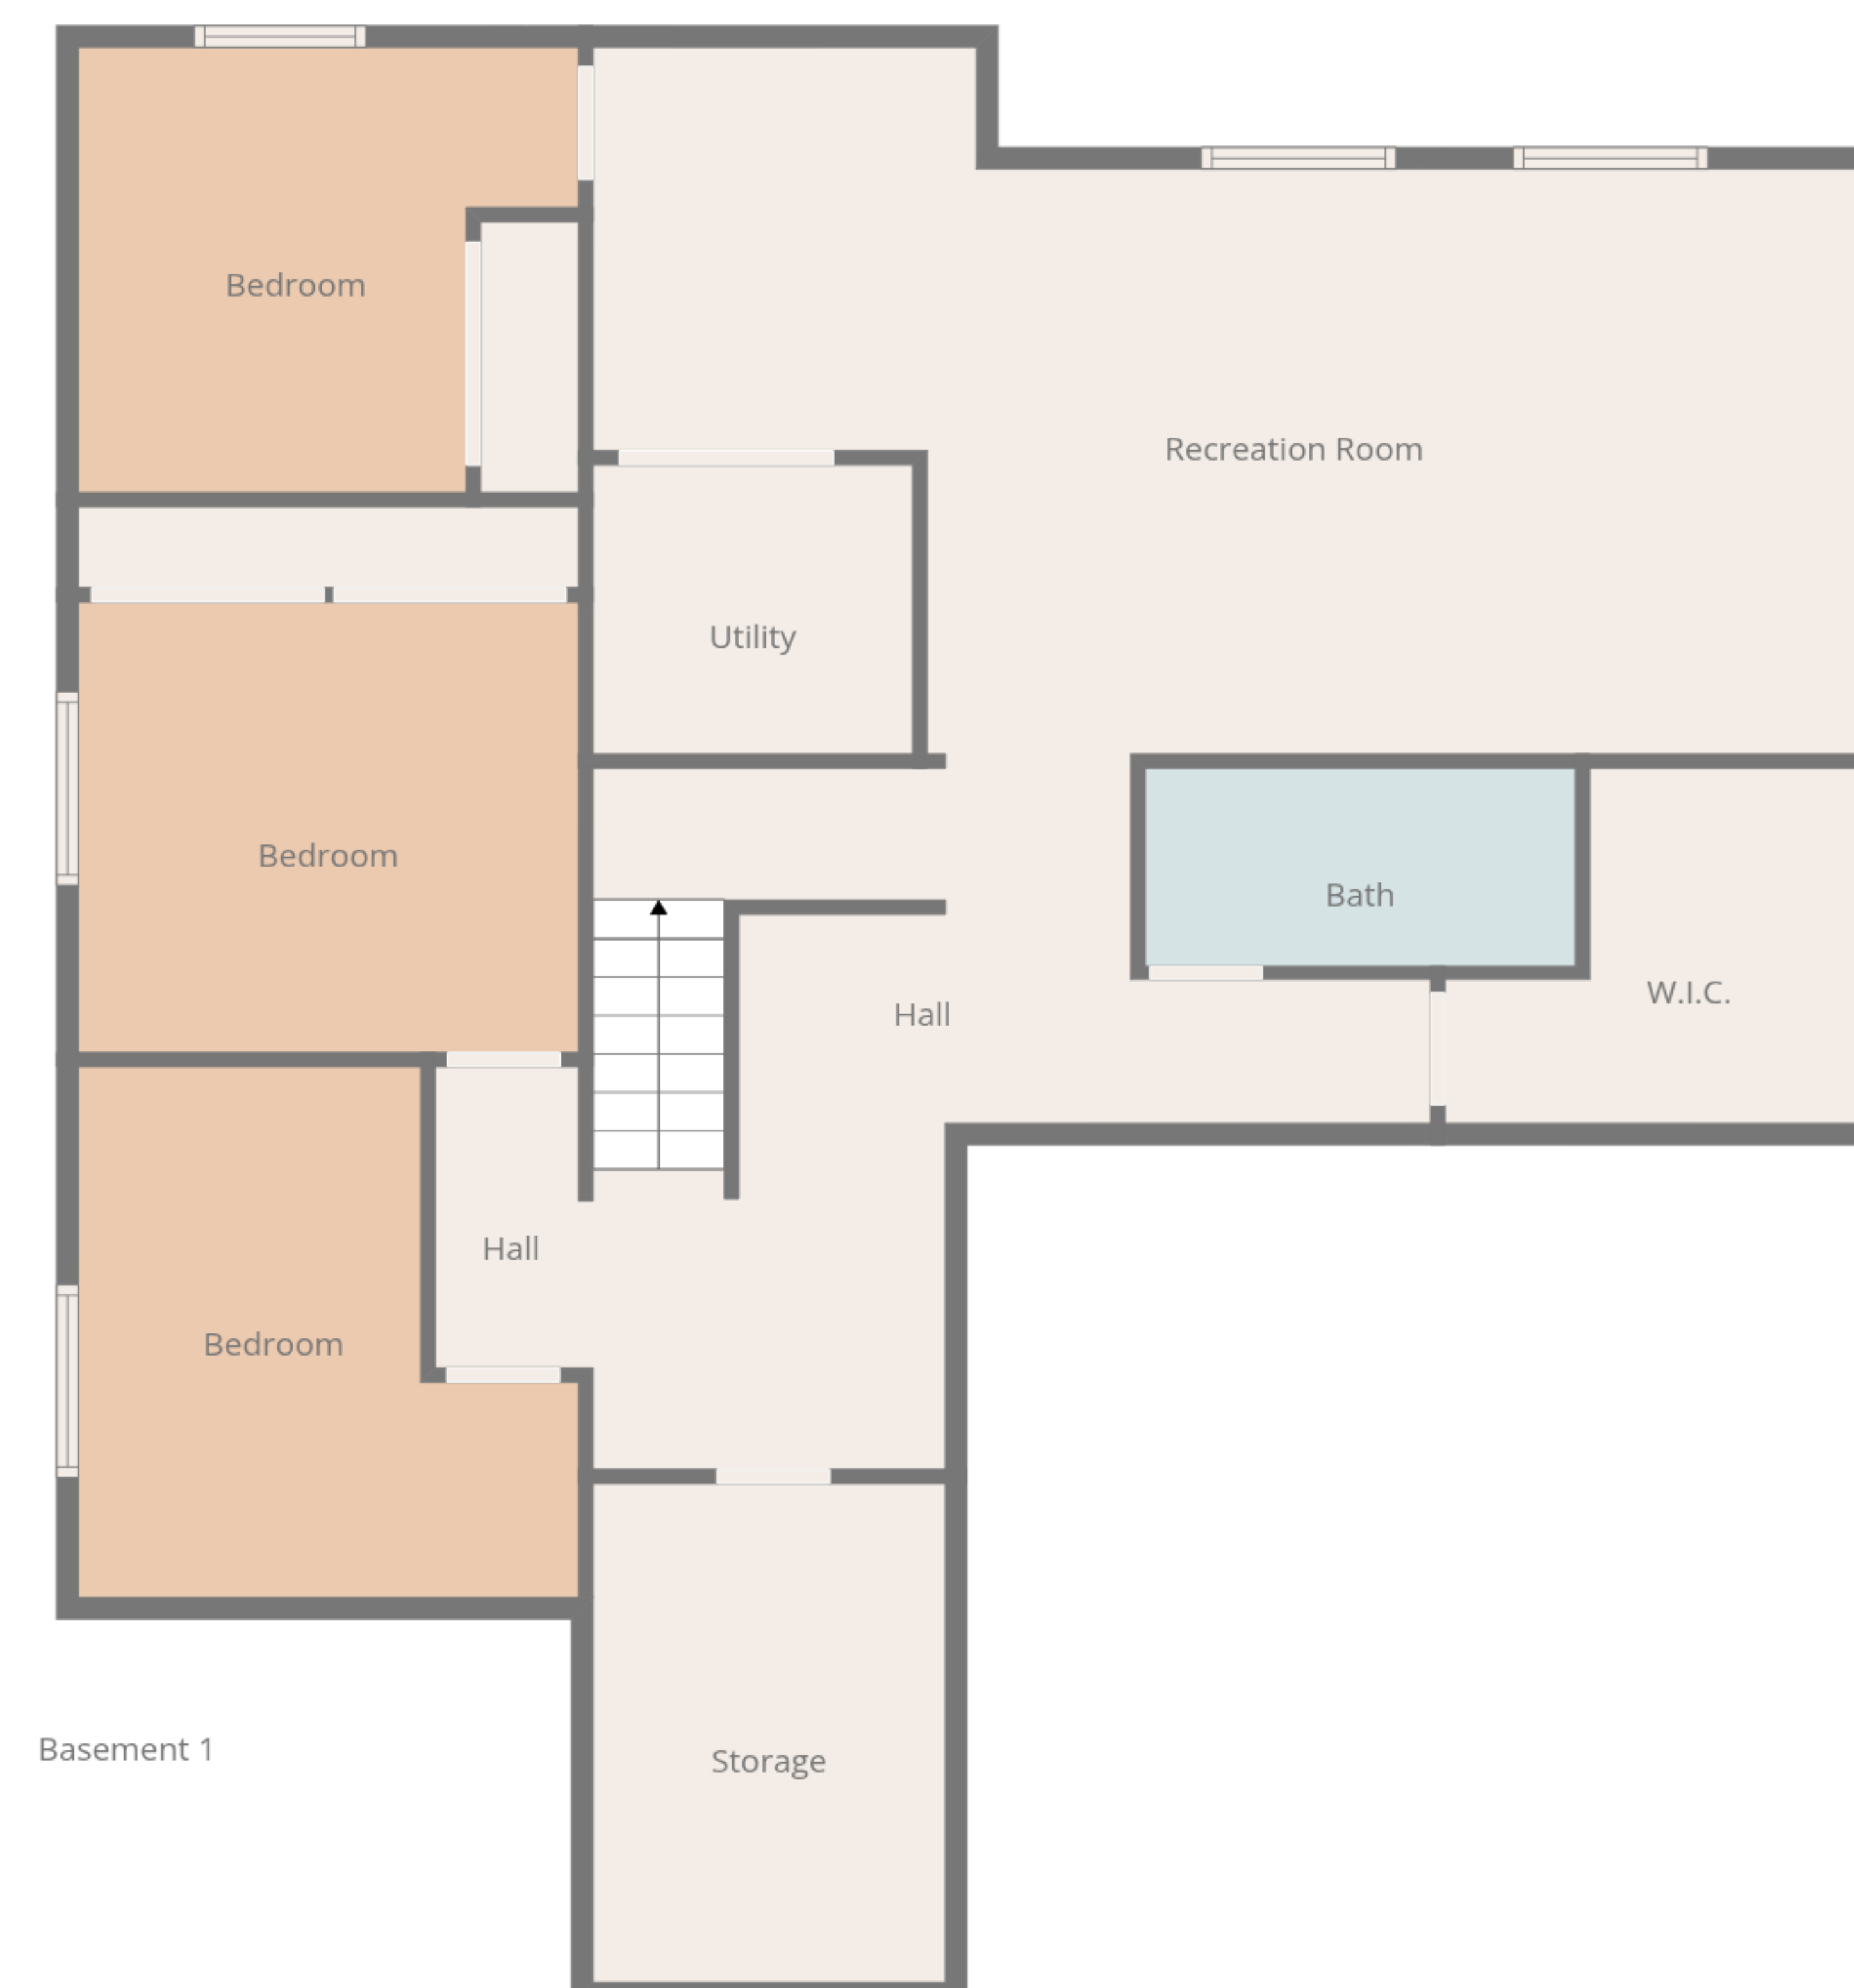 Bedroom
Recreation Room
Utility
Bedroom
Bath
W.I.C.
Hall
Hall
Bedroom
Basement 1
Storage